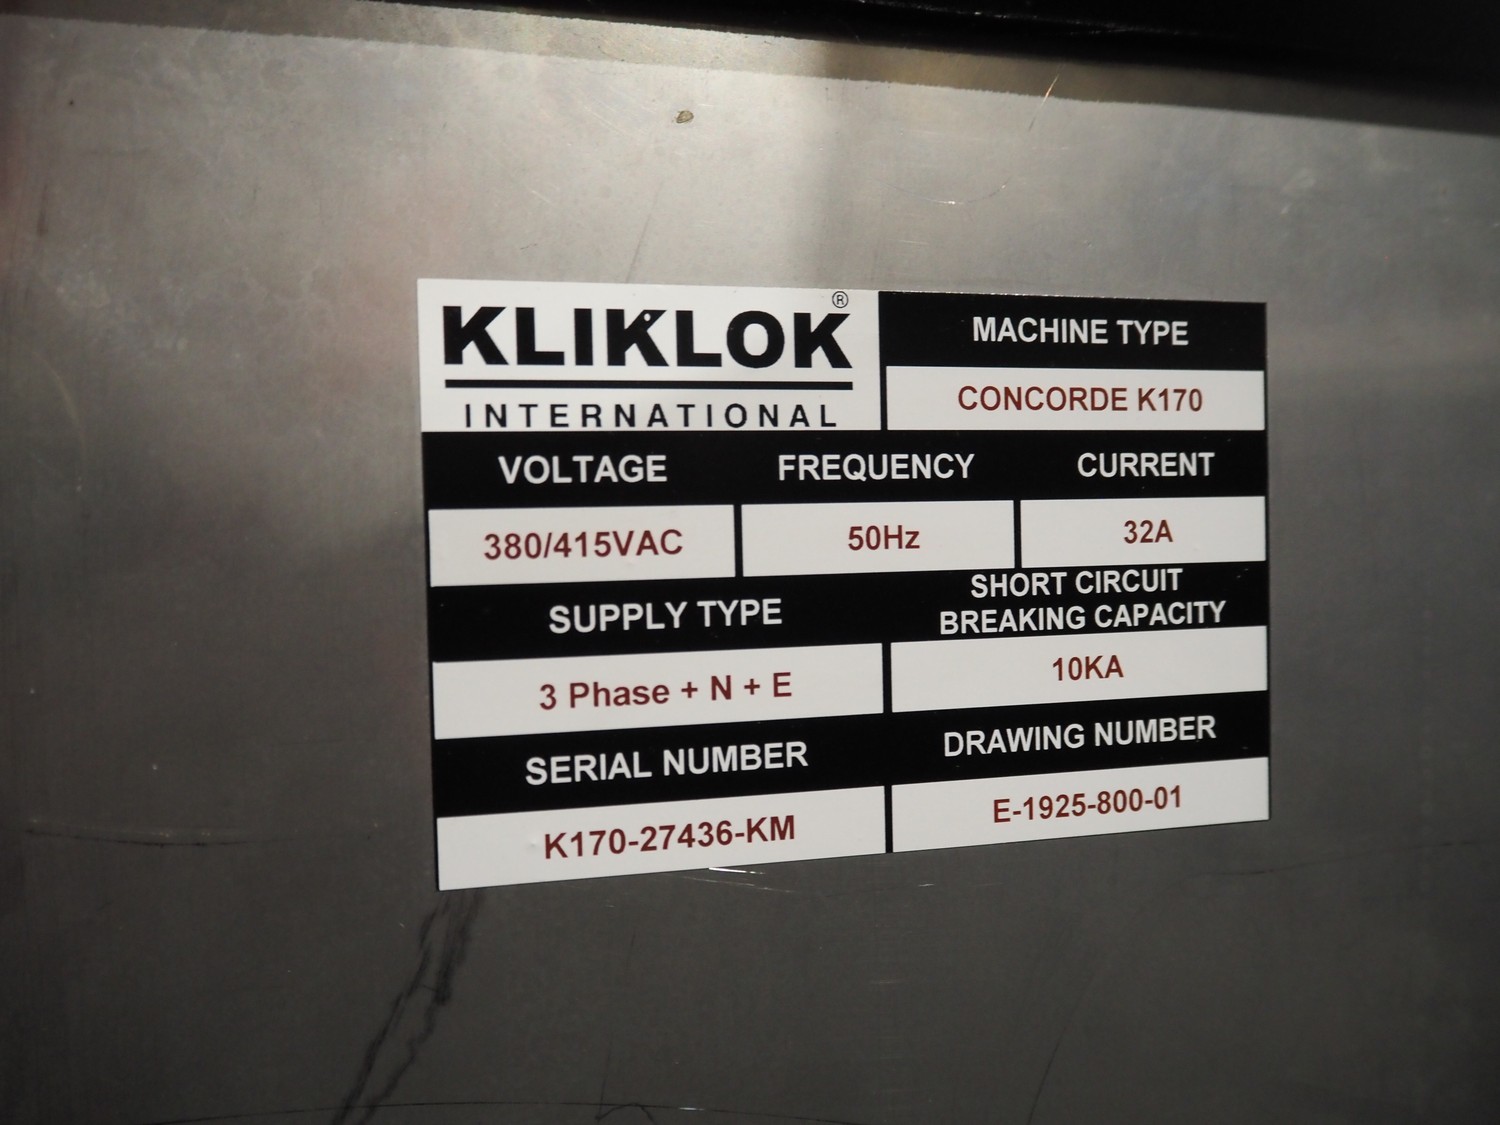 KLIKLOK®
INTERNATIONAL
MACHINE TYPE
CONCORDE K170
VOLTAGE FREQUENCY CURRENT
380/415VAC 50Hz 32A
SUPPLY TYPE
3 Phase + N + E
SHORT CIRCUIT
BREAKING CAPACITY
10KA
SERIAL NUMBER
K170-27436-KM
DRAWING NUMBER
E-1925-800-01